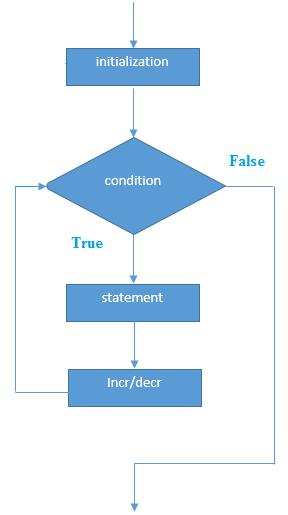 initialization
condition
False
True
statement
Incr/decr